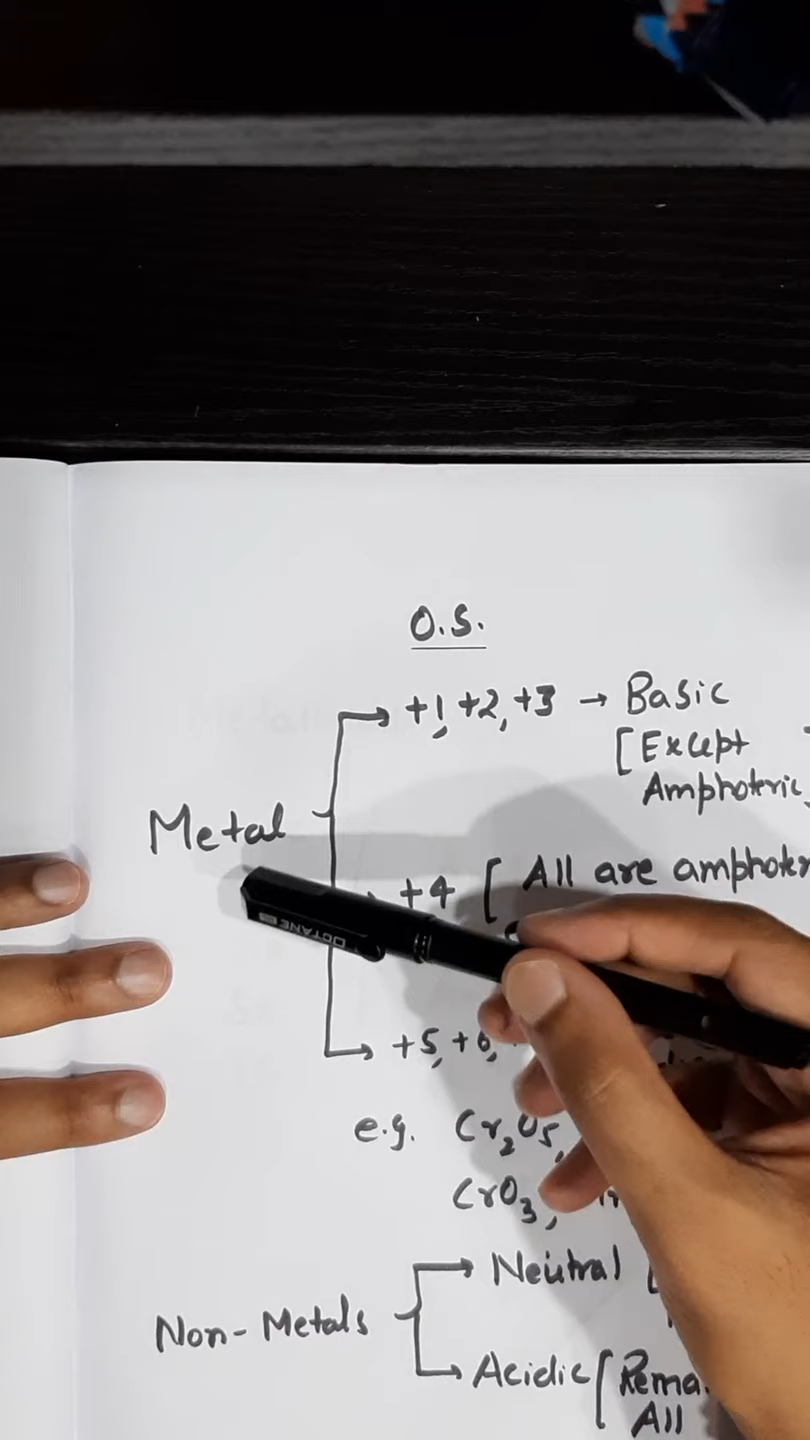 O.S.
+1, +2, +3 → Basic
[Except
Amphoteric
Metal
+4 [ All are amphoter
OCTANE
+5, +6,
e.g. Cr2O5,
CrO3,
Neutral [
Non-Metals
Acidic [
All